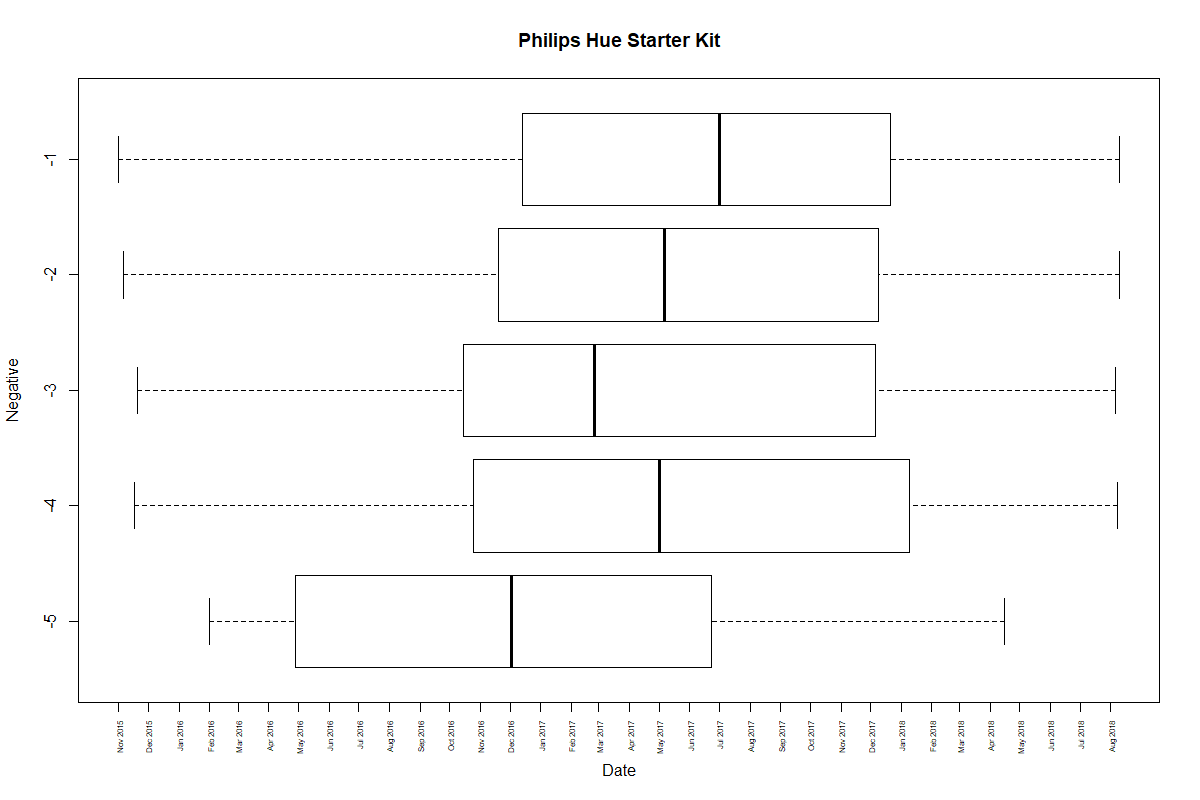 Philips Hue Starter Kit
Negative
-1
-2
-3
-4
-5
Nov 2015
Dec 2015
Jan 2016
Feb 2016
Mar 2016
Apr 2016
May 2016
Jun 2016
Jul 2016
Aug 2016
Sep 2016
Oct 2016
Nov 2016
Dec 2016
Jan 2017
Feb 2017
Mar 2017
Apr 2017
May 2017
Jun 2017
Jul 2017
Aug 2017
Sep 2017
Oct 2017
Nov 2017
Dec 2017
Jan 2018
Feb 2018
Mar 2018
Apr 2018
May 2018
Jun 2018
Jul 2018
Aug 2018
Date